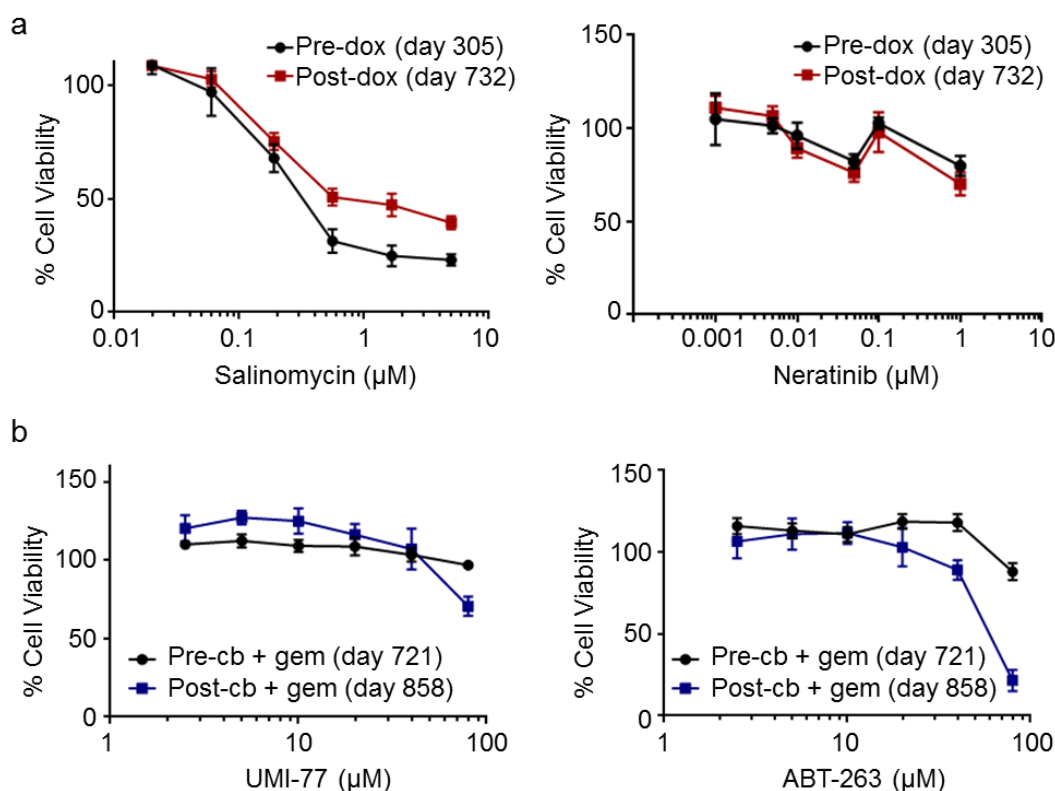 a
Pre-dox (day 305)
Post-dox (day 732)
% Cell Viability
100
50
0
0.01
0.1
1
10
Salinomycin (µM)
Pre-dox (day 305)
Post-dox (day 732)
% Cell Viability
150
100
50
0
0.001
0.01
0.1
1
10
Neratinib (µM)
b
% Cell Viability
150
100
50
0
Pre-cb + gem (day 721)
Post-cb + gem (day 858)
1
10
100
UMI-77 (µM)
% Cell Viability
150
100
50
0
Pre-cb + gem (day 721)
Post-cb + gem (day 858)
1
10
100
ABT-263 (µM)